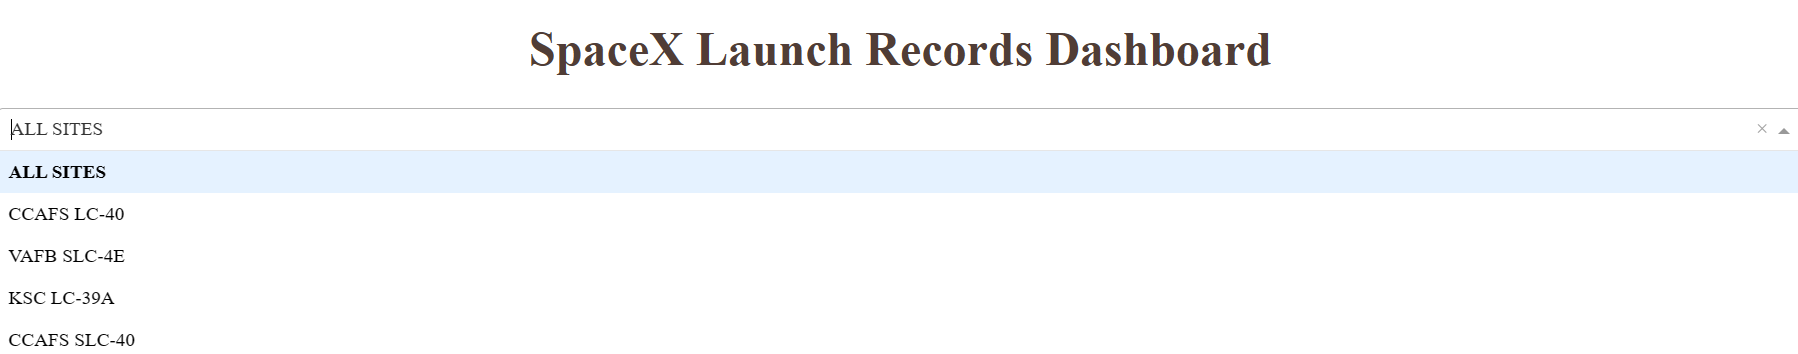 SpaceX Launch Records Dashboard
ALL SITES
ALL SITES
CCAFS LC-40
VAFB SLC-4E
KSC LC-39A
CCAFS SLC-40